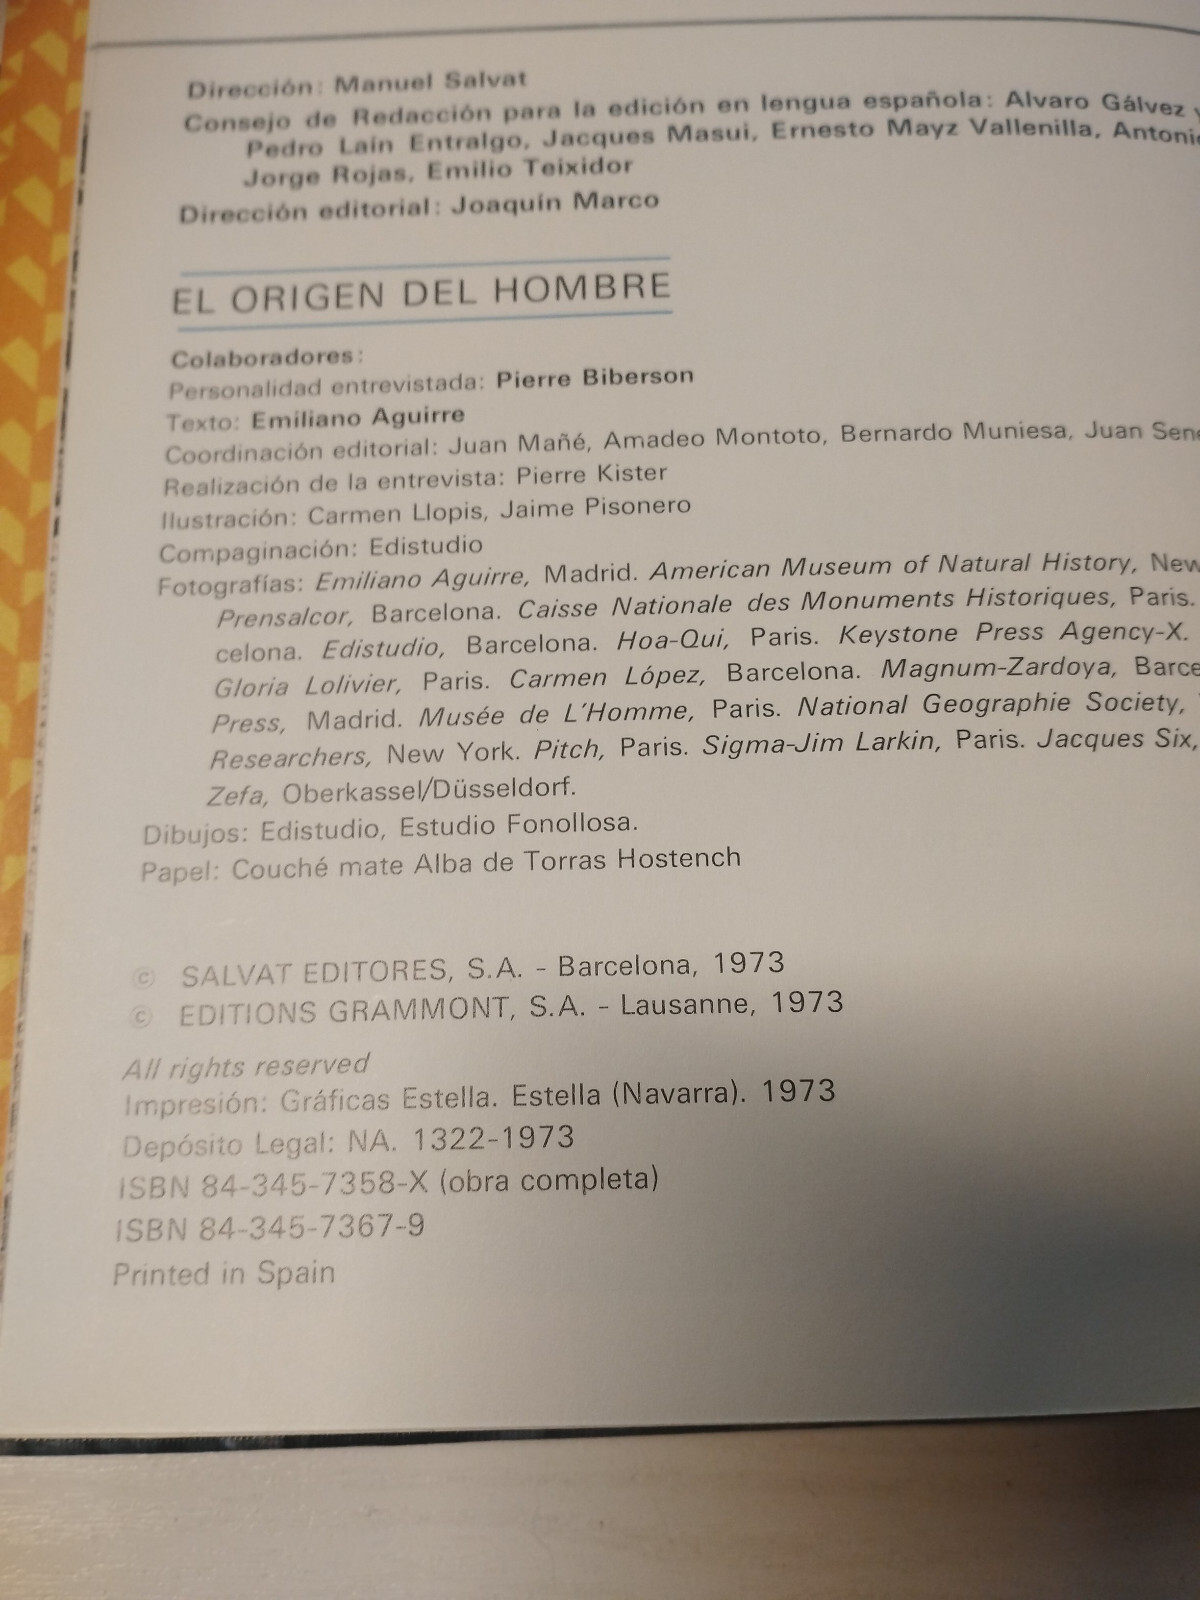 Dirección: Manuel Salvat
Consejo de Redacción para la edición en lengua española: Alvaro Gálvez y
Pedro Laín Entralgo, Jacques Masui, Ernesto Mayz Vallenilla, Antonio
Jorge Rojas, Emilio Teixidor
Dirección editorial: Joaquín Marco
EL ORIGEN DEL HOMBRE
Colaboradores:
Personalidad entrevistada: Pierre Biberson
Texto: Emiliano Aguirre
Coordinación editorial: Juan Mañé, Amadeo Montoto, Bernardo Muniesa, Juan Sene
Realización de la entrevista: Pierre Kister
Ilustración: Carmen Llopis, Jaime Pisonero
Compaginación: Edistudio
Fotografías: Emiliano Aguirre, Madrid. American Museum of Natural History, New
Prensalcor, Barcelona. Caisse Nationale des Monuments Historiques, Paris.
celona. Edistudio, Barcelona. Hoa-Qui, Paris. Keystone Press Agency-X.
Gloria Lolivier, Paris. Carmen López, Barcelona. Magnum-Zardoya, Barce
Press, Madrid. Musée de L'Homme, Paris. National Geographie Society,
Researchers, New York. Pitch, Paris. Sigma-Jim Larkin, Paris. Jacques Six,
Zefa, Oberkassel/Düsseldorf.
Dibujos: Edistudio, Estudio Fonollosa.
Papel: Couché mate Alba de Torras Hostench
© SALVAT EDITORES, S.A. - Barcelona, 1973
© EDITIONS GRAMMONT, S.A. - Lausanne, 1973
All rights reserved
Impresión: Gráficas Estella. Estella (Navarra). 1973
Depósito Legal: NA. 1322-1973
ISBN 84-345-7358-X (obra completa)
ISBN 84-345-7367-9
Printed in Spain